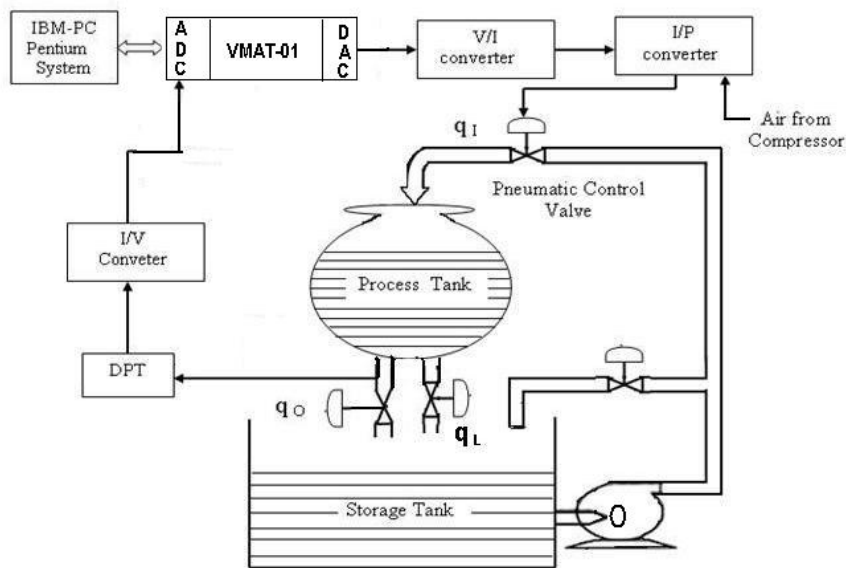 IBM-PC
Pentium
System
A
D
C
VMAT-01
D
A
C
V/I
converter
I/P
converter
Air from
Compressor
q I
Pneumatic Control
Valve
I/V
Conveter
Process Tank
DPT
q O
q L
Storage Tank